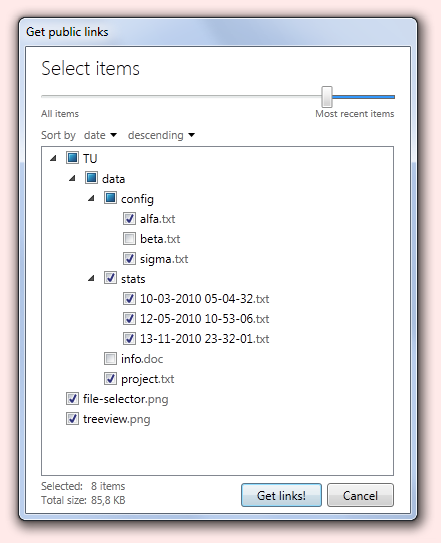 Get public links
Select items
All items Most recent items
Sort by date descending
TU
data
config
alfa.txt
beta.txt
sigma.txt
stats
10-03-2010 05-04-32.txt
12-05-2010 10-53-06.txt
13-11-2010 23-32-01.txt
info.doc
project.txt
file-selector.png
treeview.png
Selected: 8 items
Total size: 85,8 KB
Get links! Cancel